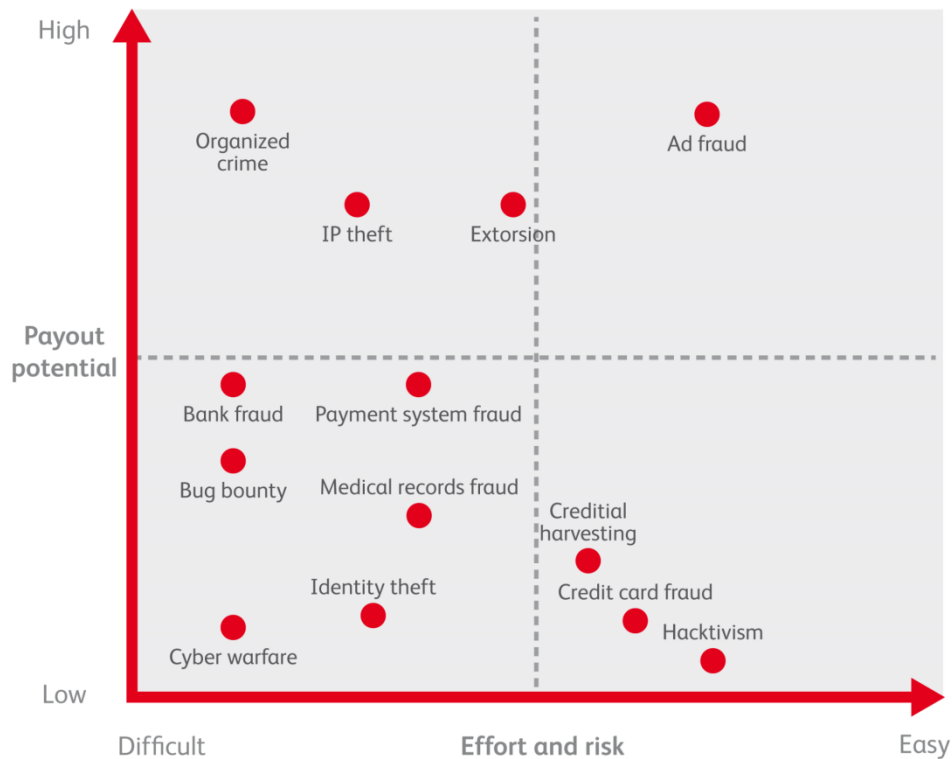 High
Organized
crime
Ad fraud
IP theft
Extorsion
Payout
potential
Bank fraud
Payment system fraud
Bug bounty
Medical records fraud
Creditial
harvesting
Identity theft
Credit card fraud
Hacktivism
Cyber warfare
Low
Difficult
Effort and risk
Easy